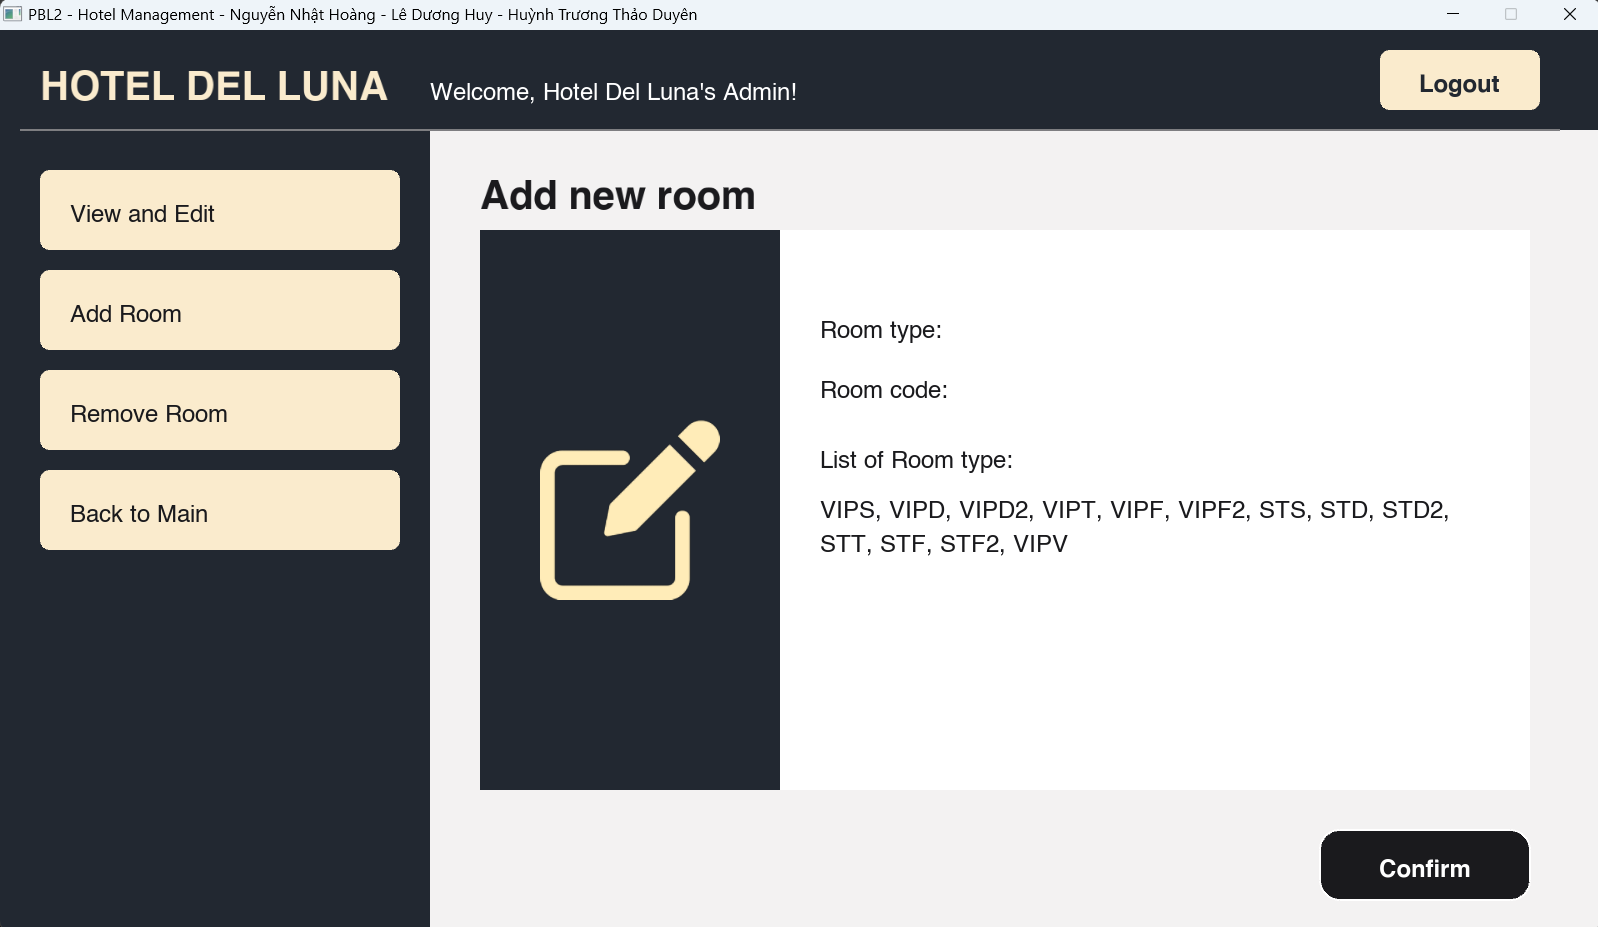 PBL2 - Hotel Management - Nguyễn Nhật Hoàng - Lê Dương Huy - Huỳnh Trương Thảo Duyên
HOTEL DEL LUNA
Welcome, Hotel Del Luna's Admin!
Logout
View and Edit
Add Room
Remove Room
Back to Main
Add new room
Room type:
Room code:
List of Room type:
VIPS, VIPD, VIPD2, VIPT, VIPF, VIPF2, STS, STD, STD2,
STT, STF, STF2, VIPV
Confirm